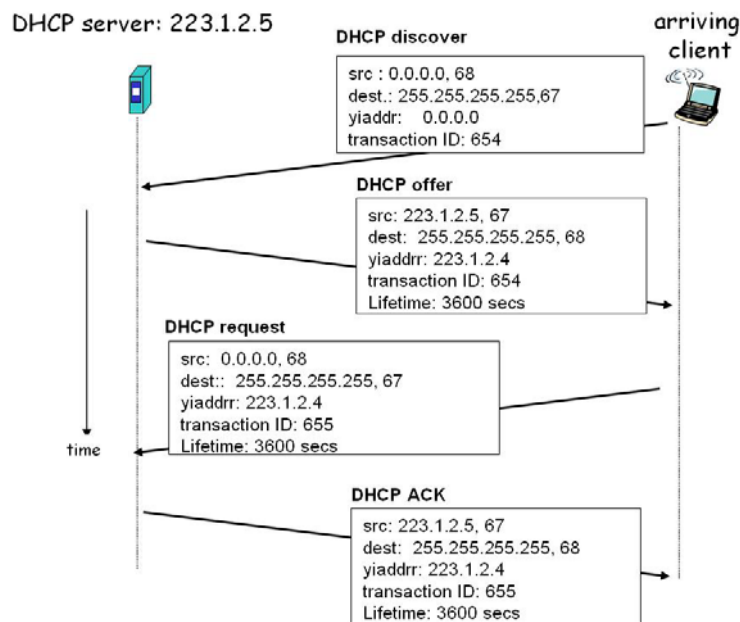 DHCP server: 223.1.2.5
arriving
client
DHCP discover
src : 0.0.0.0, 68
dest.: 255.255.255.255,67
yiaddr: 0.0.0.0
transaction ID: 654
DHCP offer
src: 223.1.2.5, 67
dest: 255.255.255.255, 68
yiaddrr: 223.1.2.4
transaction ID: 654
Lifetime: 3600 secs
DHCP request
src: 0.0.0.0, 68
dest:: 255.255.255.255, 67
yiaddrr: 223.1.2.4
transaction ID: 655
Lifetime: 3600 secs
time
DHCP ACK
src: 223.1.2.5, 67
dest: 255.255.255.255, 68
yiaddrr: 223.1.2.4
transaction ID: 655
Lifetime: 3600 secs